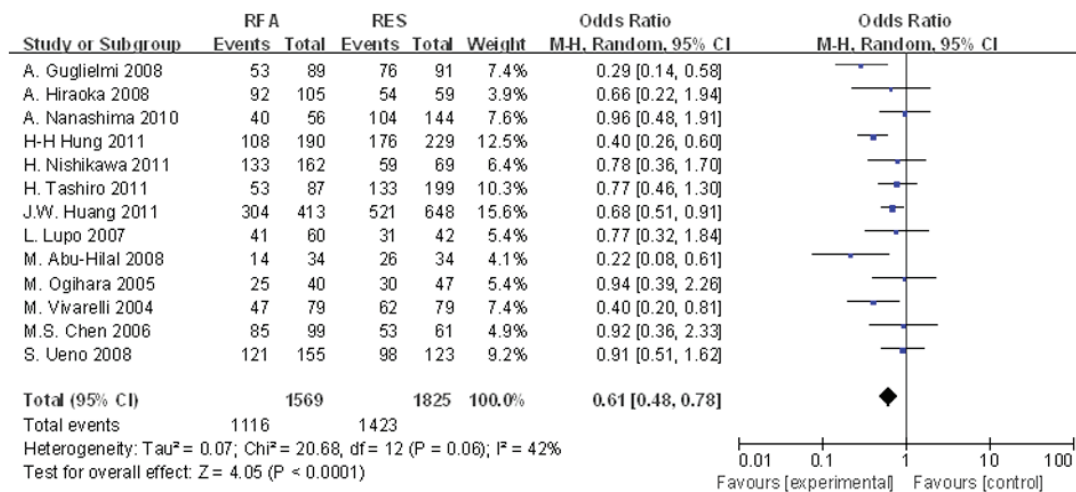 RFA RES Odds Ratio Odds Ratio
Study or Subgroup Events Total Events Total Weight M-H, Random, 95% CI M-H, Random, 95% CI
A. Guglielmi 2008 53 89 76 91 7.4% 0.29 [0.14, 0.58]
A. Hiraoka 2008 92 105 54 59 3.9% 0.66 [0.22, 1.94]
A. Nanashima 2010 40 56 104 144 7.6% 0.96 [0.48, 1.91]
H-H Hung 2011 108 190 176 229 12.5% 0.40 [0.26, 0.60]
H. Nishikawa 2011 133 162 59 69 6.4% 0.78 [0.36, 1.70]
H. Tashiro 2011 53 87 133 199 10.3% 0.77 [0.46, 1.30]
J.W. Huang 2011 304 413 521 648 15.6% 0.68 [0.51, 0.91]
L. Lupo 2007 41 60 31 42 5.4% 0.77 [0.32, 1.84]
M. Abu-Hilal 2008 14 34 26 34 4.1% 0.22 [0.08, 0.61]
M. Ogihara 2005 25 40 30 47 5.4% 0.94 [0.39, 2.26]
M. Vivarelli 2004 47 79 62 79 7.4% 0.40 [0.20, 0.81]
M.S. Chen 2006 85 99 53 61 4.9% 0.92 [0.36, 2.33]
S. Ueno 2008 121 155 98 123 9.2% 0.91 [0.51, 1.62]
Total (95% CI) 1569 1825 100.0% 0.61 [0.48, 0.78]
Total events 1116 1423
Heterogeneity: Tau² = 0.07; Chi² = 20.68, df = 12 (P = 0.06); I² = 42%
Test for overall effect: Z = 4.05 (P < 0.0001)
0.01 0.1 1 10 100
Favours [experimental] Favours [control]